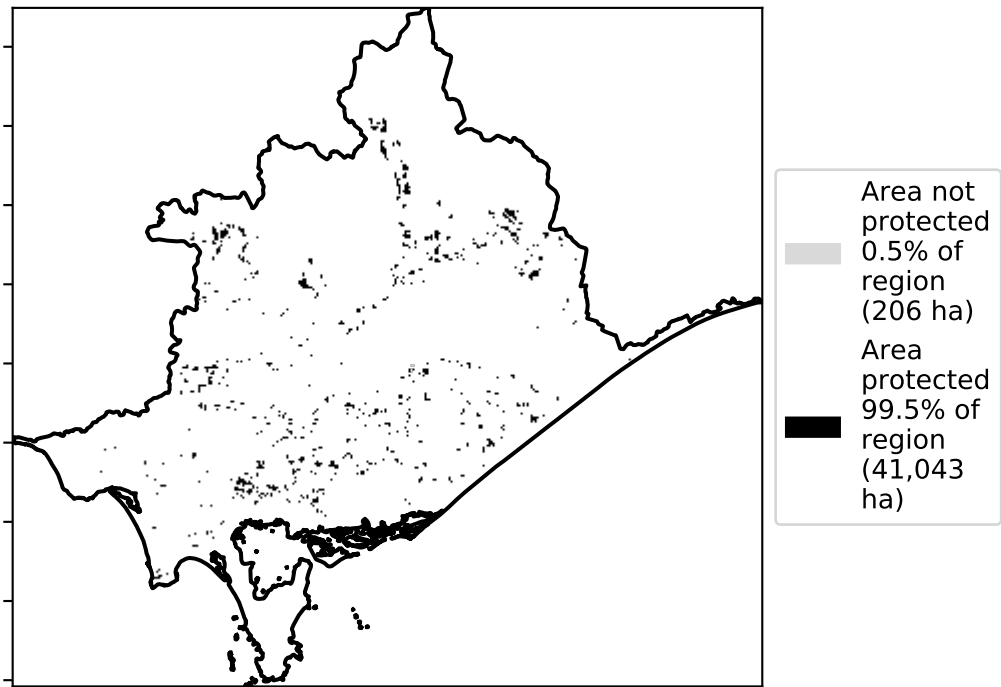 Area not
protected
0.5% of
region
(206 ha)
Area
protected
99.5% of
region
(41,043
ha)